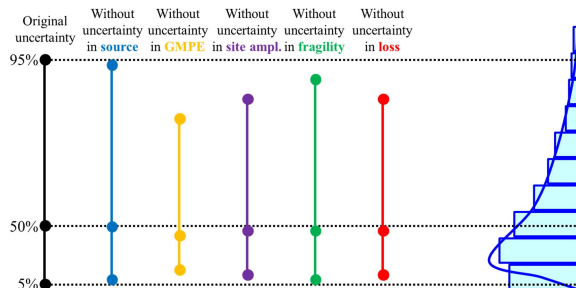 Original
uncertainty
Without
uncertainty
in source
Without
uncertainty
in GMPE
Without
uncertainty
in site ampl.
Without
uncertainty
in fragility
Without
uncertainty
in loss
95%
50%
5%